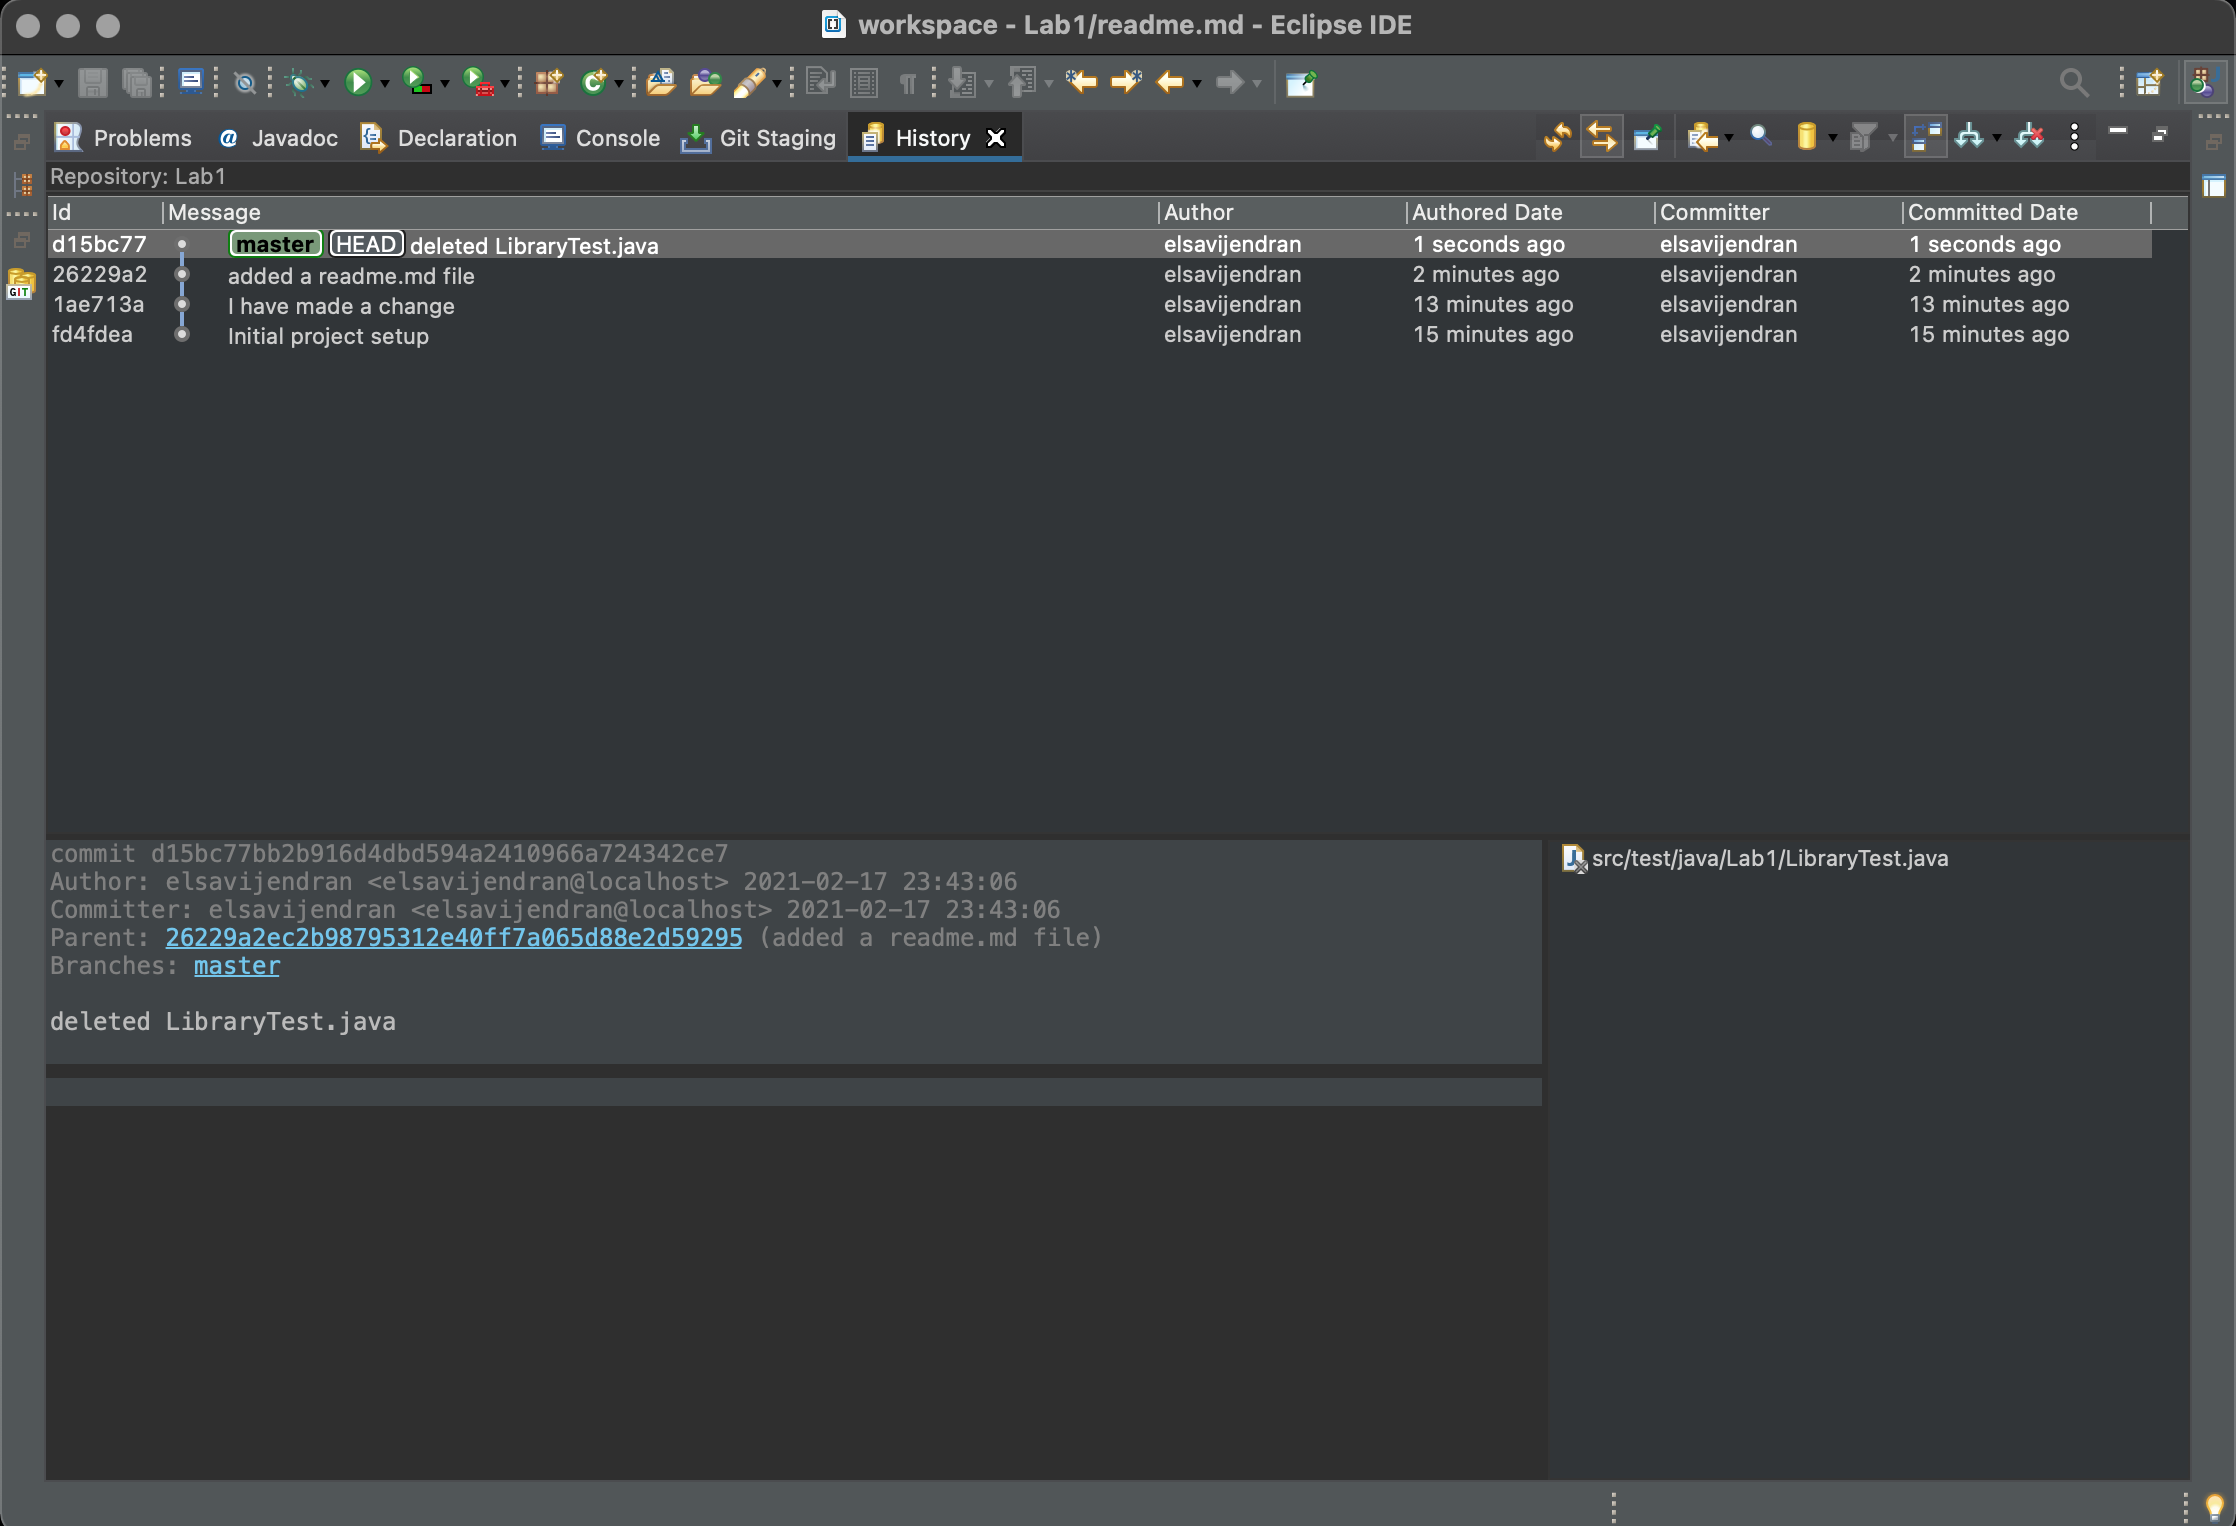 workspace - Lab1/readme.md - Eclipse IDE
Problems @ Javadoc Declaration Console Git Staging History
Repository: Lab1
Id Message Author Authored Date Committer Committed Date
d15bc77 master HEAD deleted LibraryTest.java elsavijendran 1 seconds ago elsavijendran 1 seconds ago
26229a2 added a readme.md file elsavijendran 2 minutes ago elsavijendran 2 minutes ago
GIT
1ae713a I have made a change elsavijendran 13 minutes ago elsavijendran 13 minutes ago
fd4fdea Initial project setup elsavijendran 15 minutes ago elsavijendran 15 minutes ago
commit d15bc77bb2b916d4dbd594a2410966a724342ce7
Author: elsavijendran <elsavijendran@localhost> 2021-02-17 23:43:06
Committer: elsavijendran <elsavijendran@localhost> 2021-02-17 23:43:06
Parent: 26229a2ec2b98795312e40ff7a065d88e2d59295 (added a readme.md file)
Branches: master
deleted LibraryTest.java
src/test/java/Lab1/LibraryTest.java